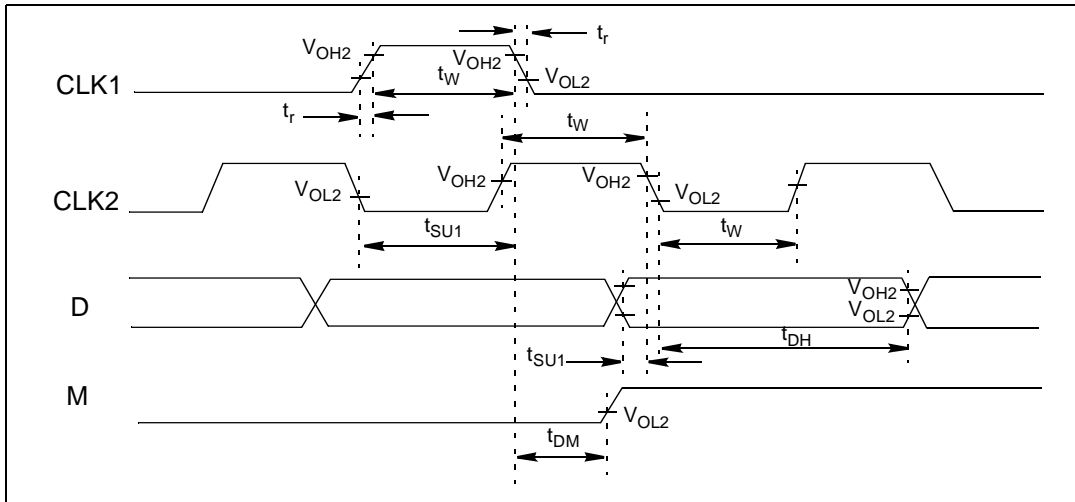 t_r
V_OH2
V_OH2
CLK1
t_W
V_OL2
t_r
t_W
V_OH2
V_OH2
V_OL2
V_OL2
CLK2
t_SU1
t_W
D
V_OH2
V_OL2
t_SU1
t_DH
M
V_OL2
t_DM